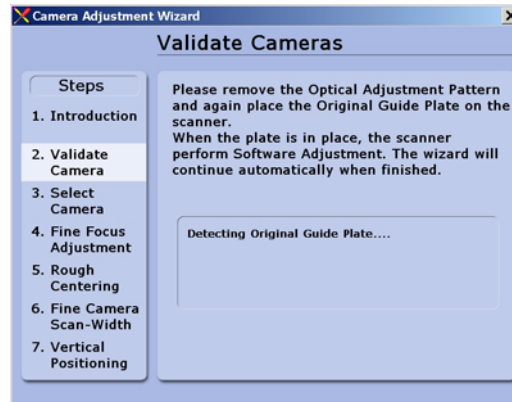 Camera Adjustment Wizard
Validate Cameras
Steps
1. Introduction
2. Validate
Camera
3. Select
Camera
4. Fine Focus
Adjustment
5. Rough
Centering
6. Fine Camera
Scan-Width
7. Vertical
Positioning
Please remove the Optical Adjustment Pattern
and again place the Original Guide Plate on the
scanner.
When the plate is in place, the scanner
perform Software Adjustment. The wizard will
continue automatically when finished.
Detecting Original Guide Plate....